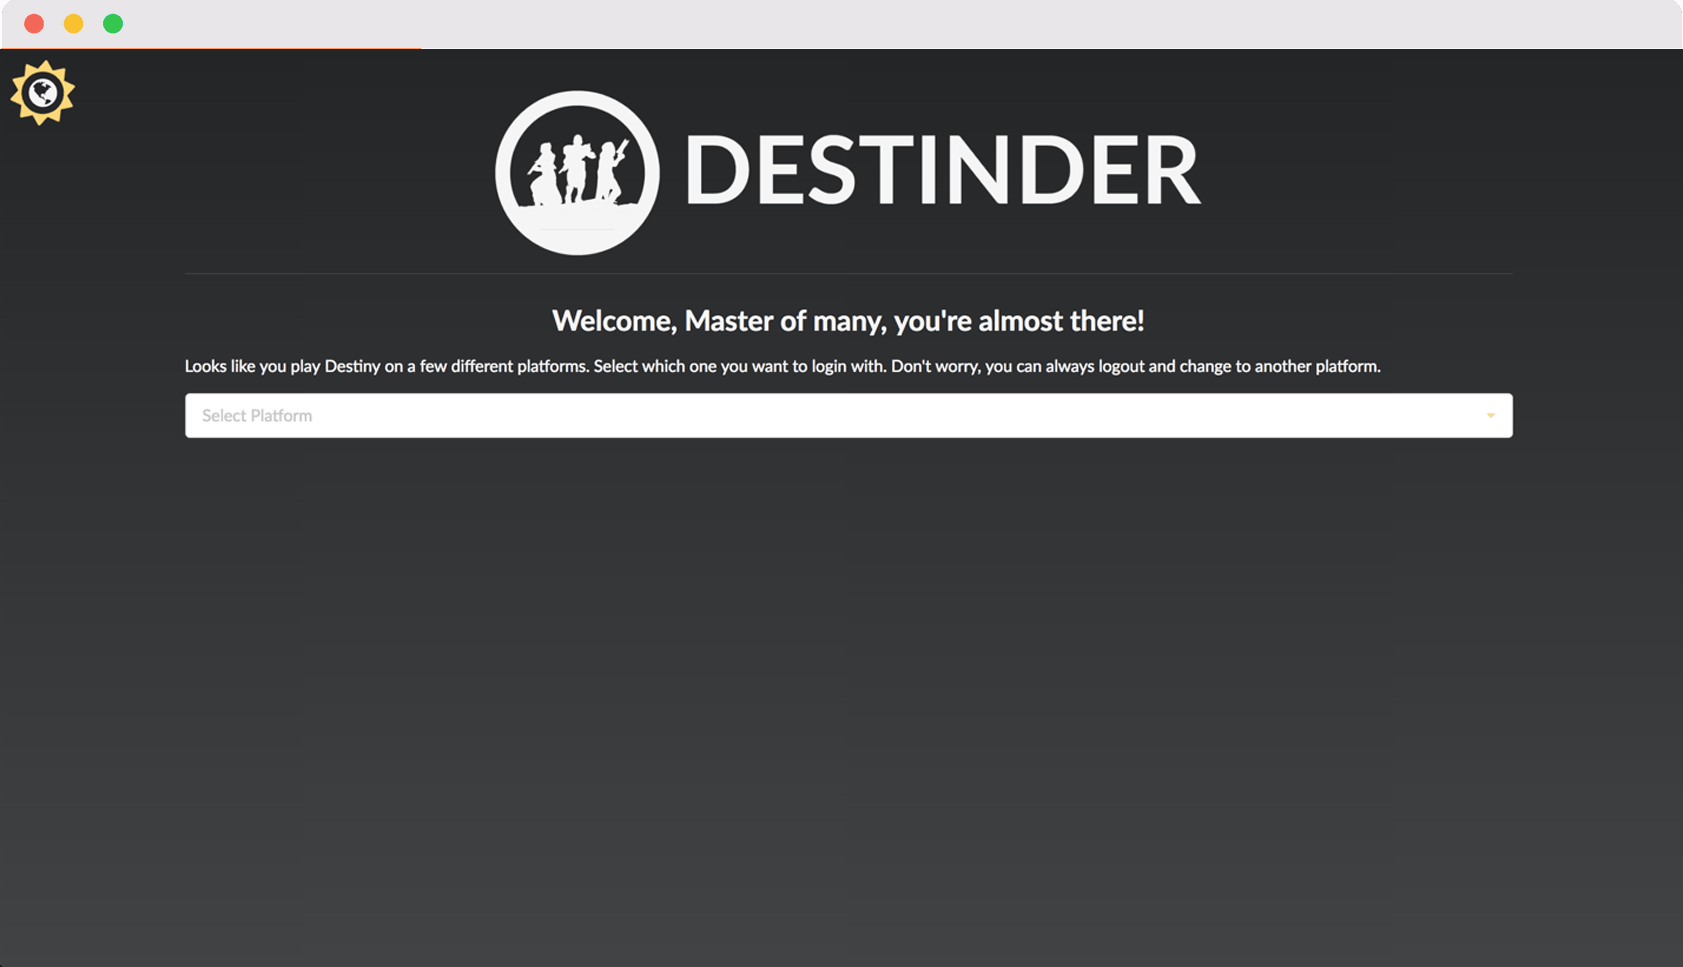 DESTINDER
Welcome, Master of many, you're almost there!
Looks like you play Destiny on a few different platforms. Select which one you want to login with. Don't worry, you can always logout and change to another platform.
Select Platform